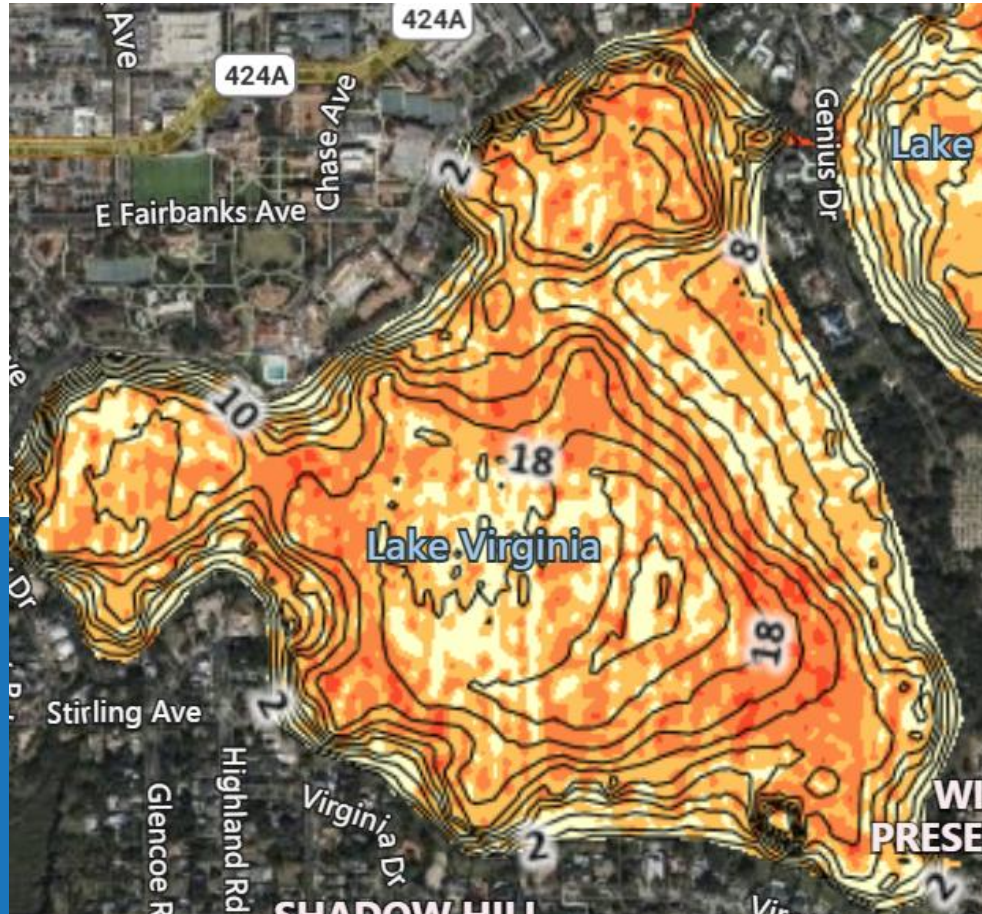 424A
Ave
424A
Chase Ave
Genius Dr
Lake
2
E Fairbanks Ave
8
10
18
Lake Virginia
Dr
18
2
Stirling Ave
Highland Rd
Glencoe R
Virginia Dr
WI
PRESE
2
2
SHADOW HILL